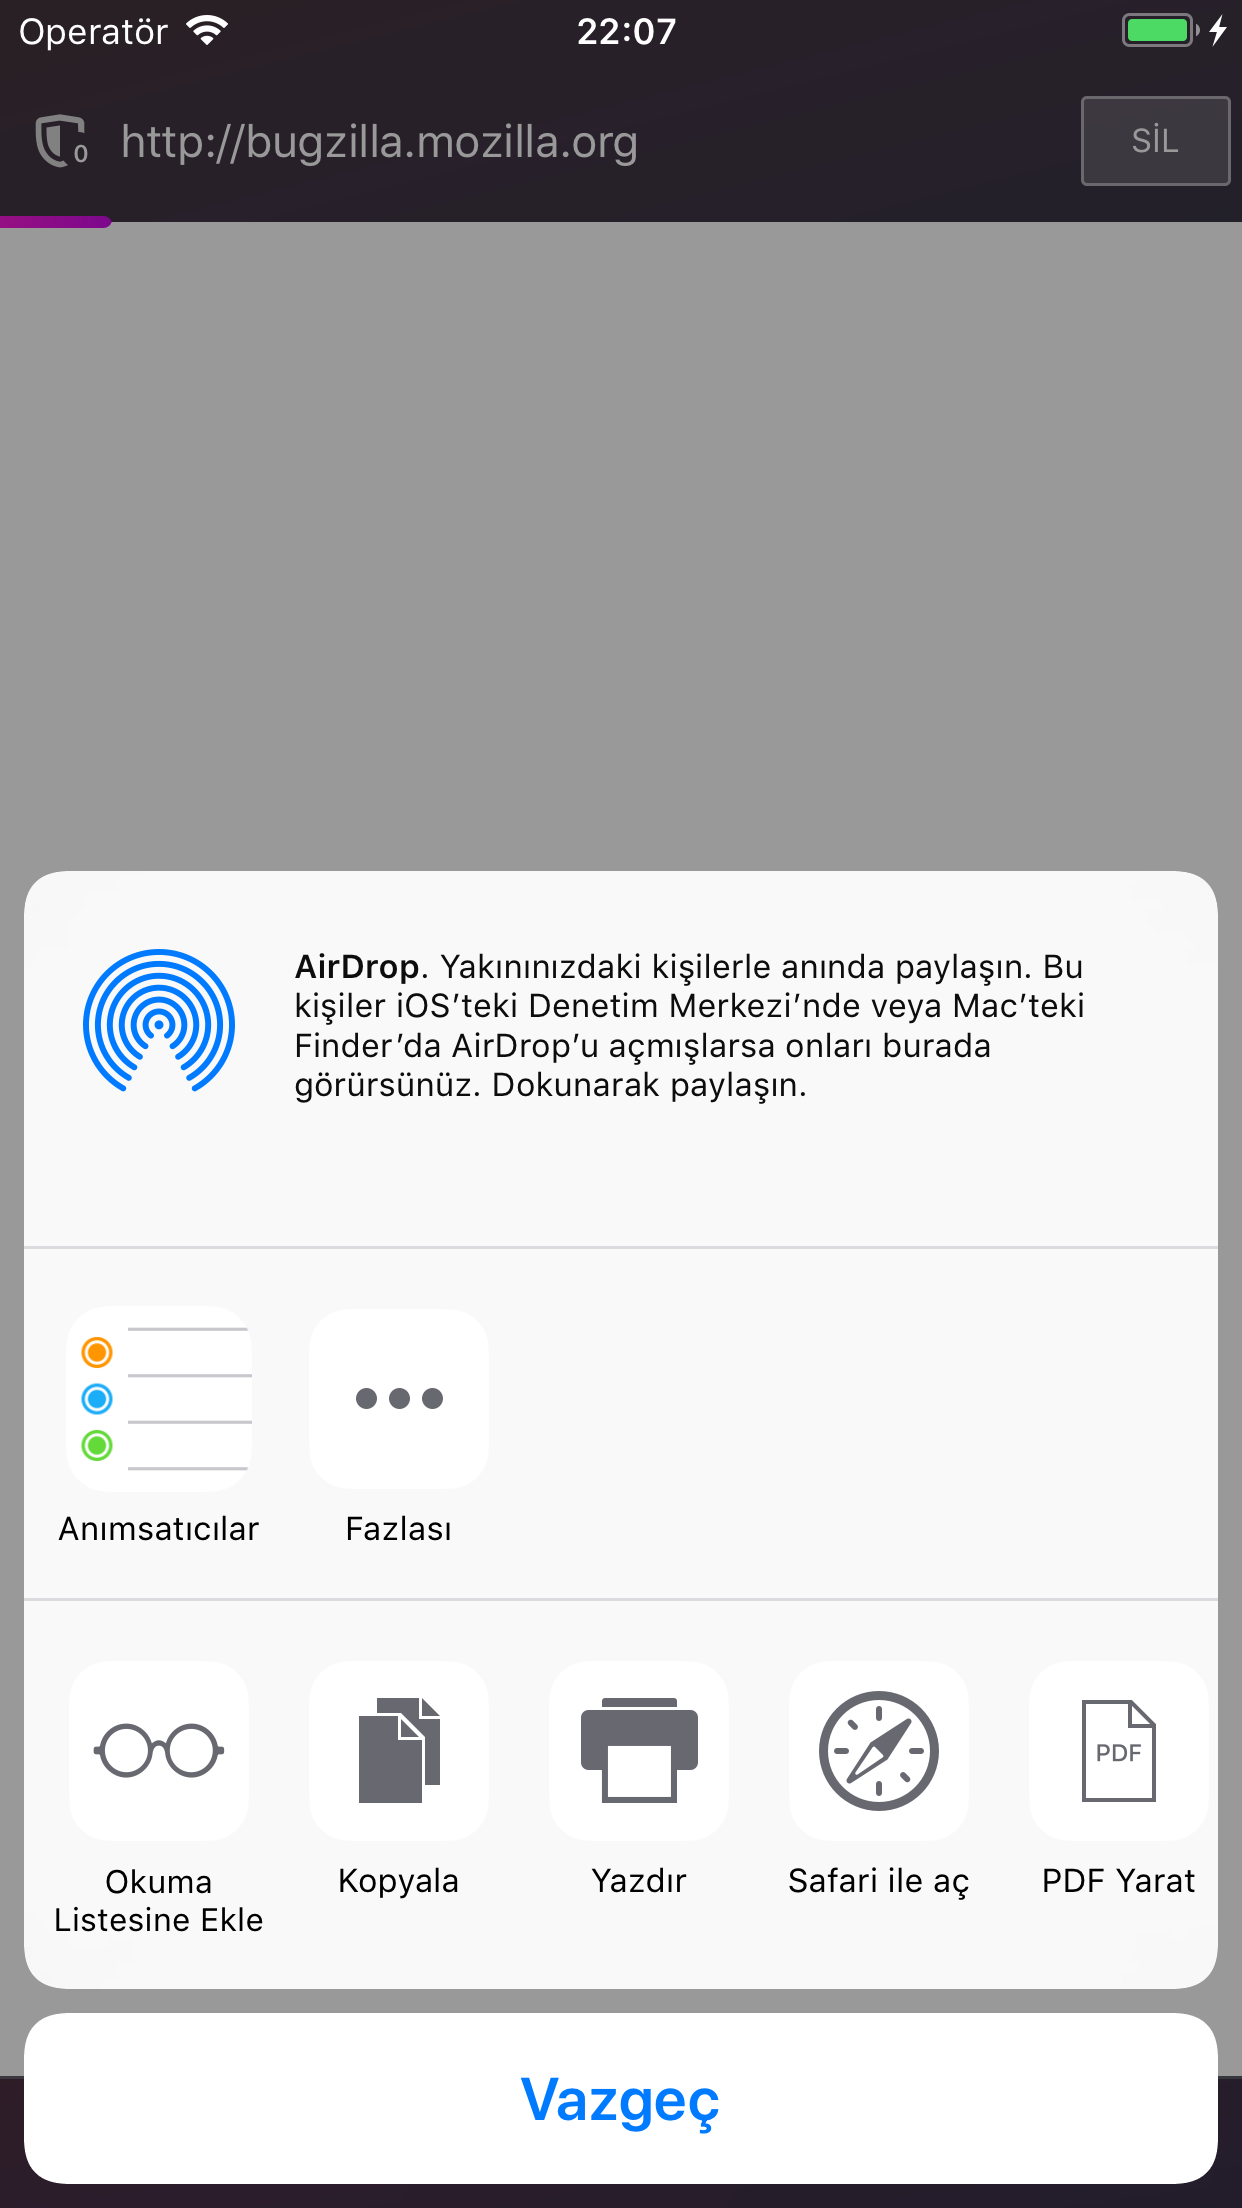 Operatör 22:07
0 http://bugzilla.mozilla.org SİL
AirDrop. Yakınınızdaki kişilerle anında paylaşın. Bu
kişiler iOS’teki Denetim Merkezi’nde veya Mac’teki
Finder’da AirDrop’u açmışlarsa onları burada
görürsünüz. Dokunarak paylaşın.
Anımsatıcılar Fazlası
PDF
Okuma Kopyala Yazdır Safari ile aç PDF Yarat
Listesine Ekle
Vazgeç